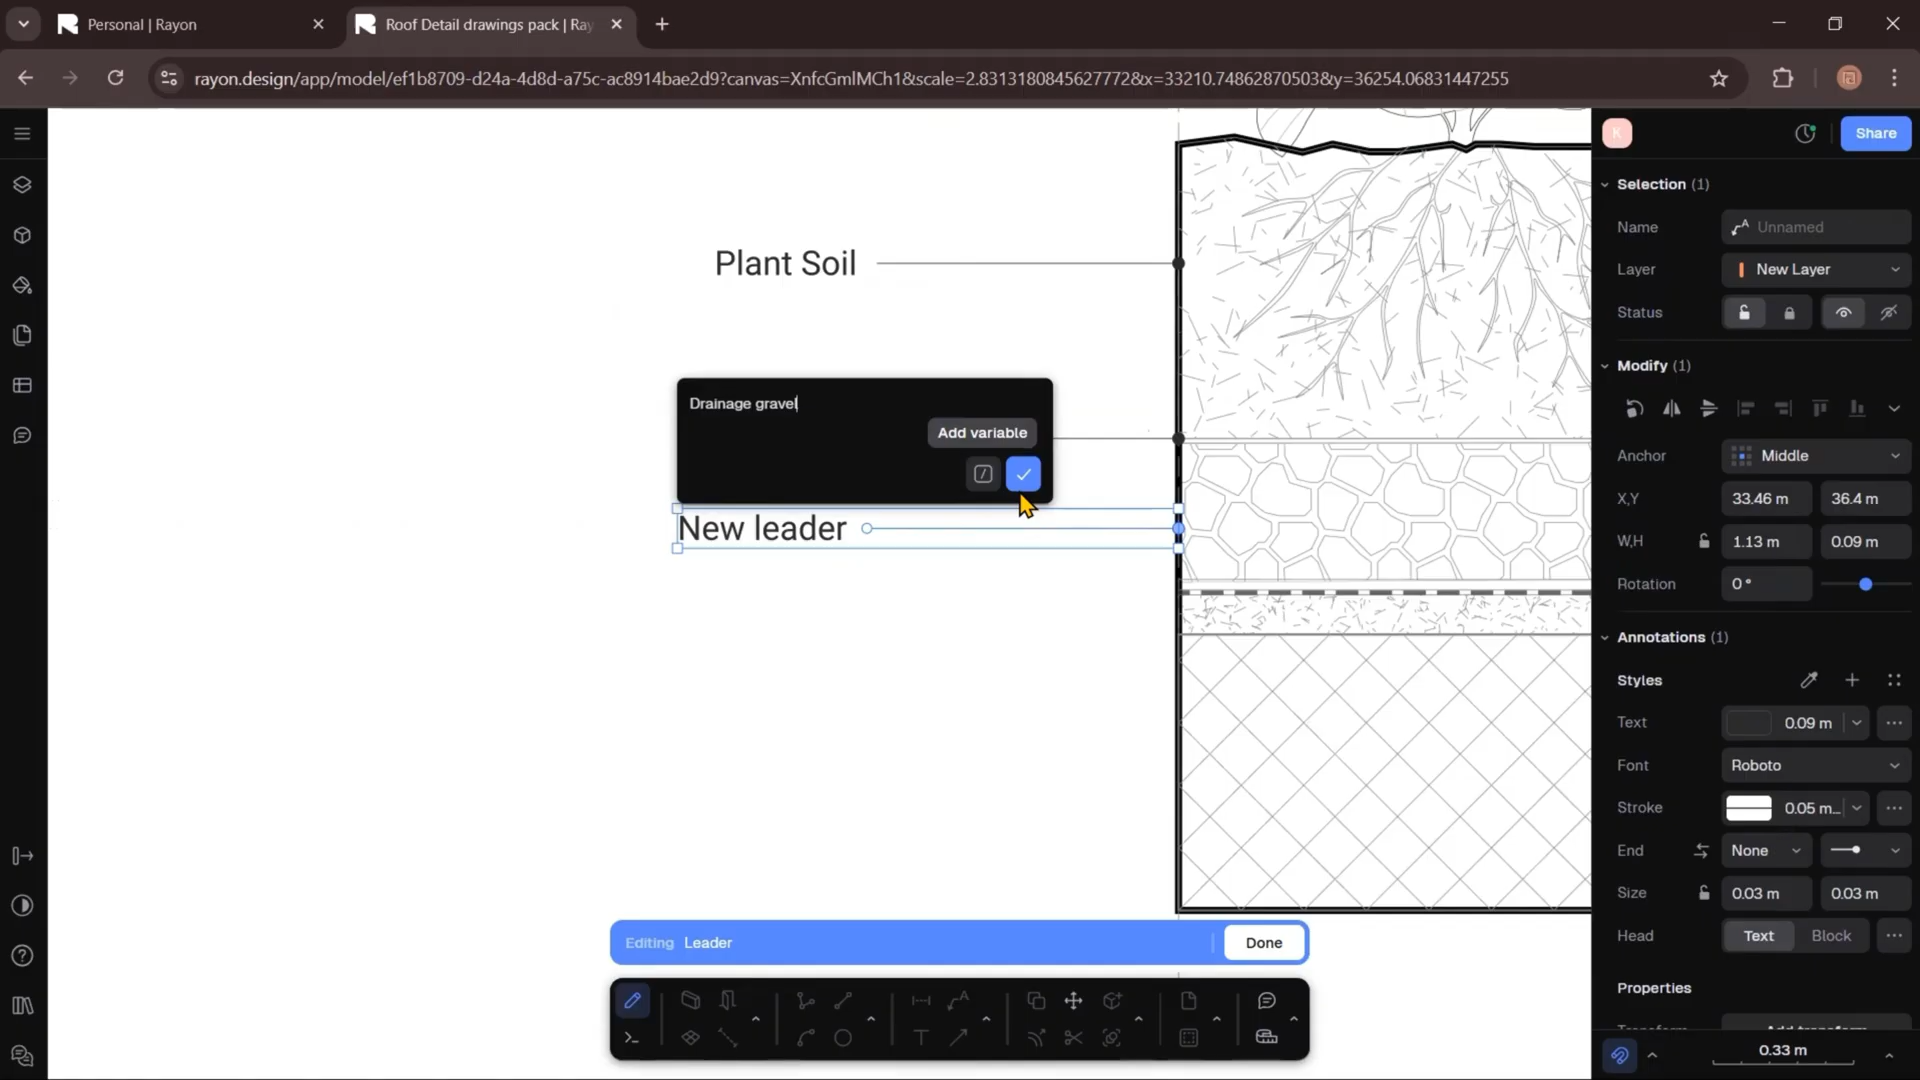 Personal | Rayon
Roof Detail drawings pack | Ray
rayon.design/app/model/ef1b8709-d24a-4d8d-a75c-ac8914bae2d9?canvas=XnfcGmlMCh1&scale=2.8313180845627772&x=33210.74862870503&y=36254.06831447255
K
Share
Selection (1)
Name
Unnamed
Layer
New Layer
Status
Modify (1)
Anchor
Middle
X,Y
33.46 m
36.4 m
W,H
1.13 m
0.09 m
Rotation
0 °
Annotations (1)
Styles
Text
0.09 m
Font
Roboto
Stroke
0.05 m...
End
None
Size
0.03 m
0.03 m
Head
Text
Block
Properties
0.33 m
Plant Soil
Drainage gravel
Add variable
New leader
Editing Leader
Done